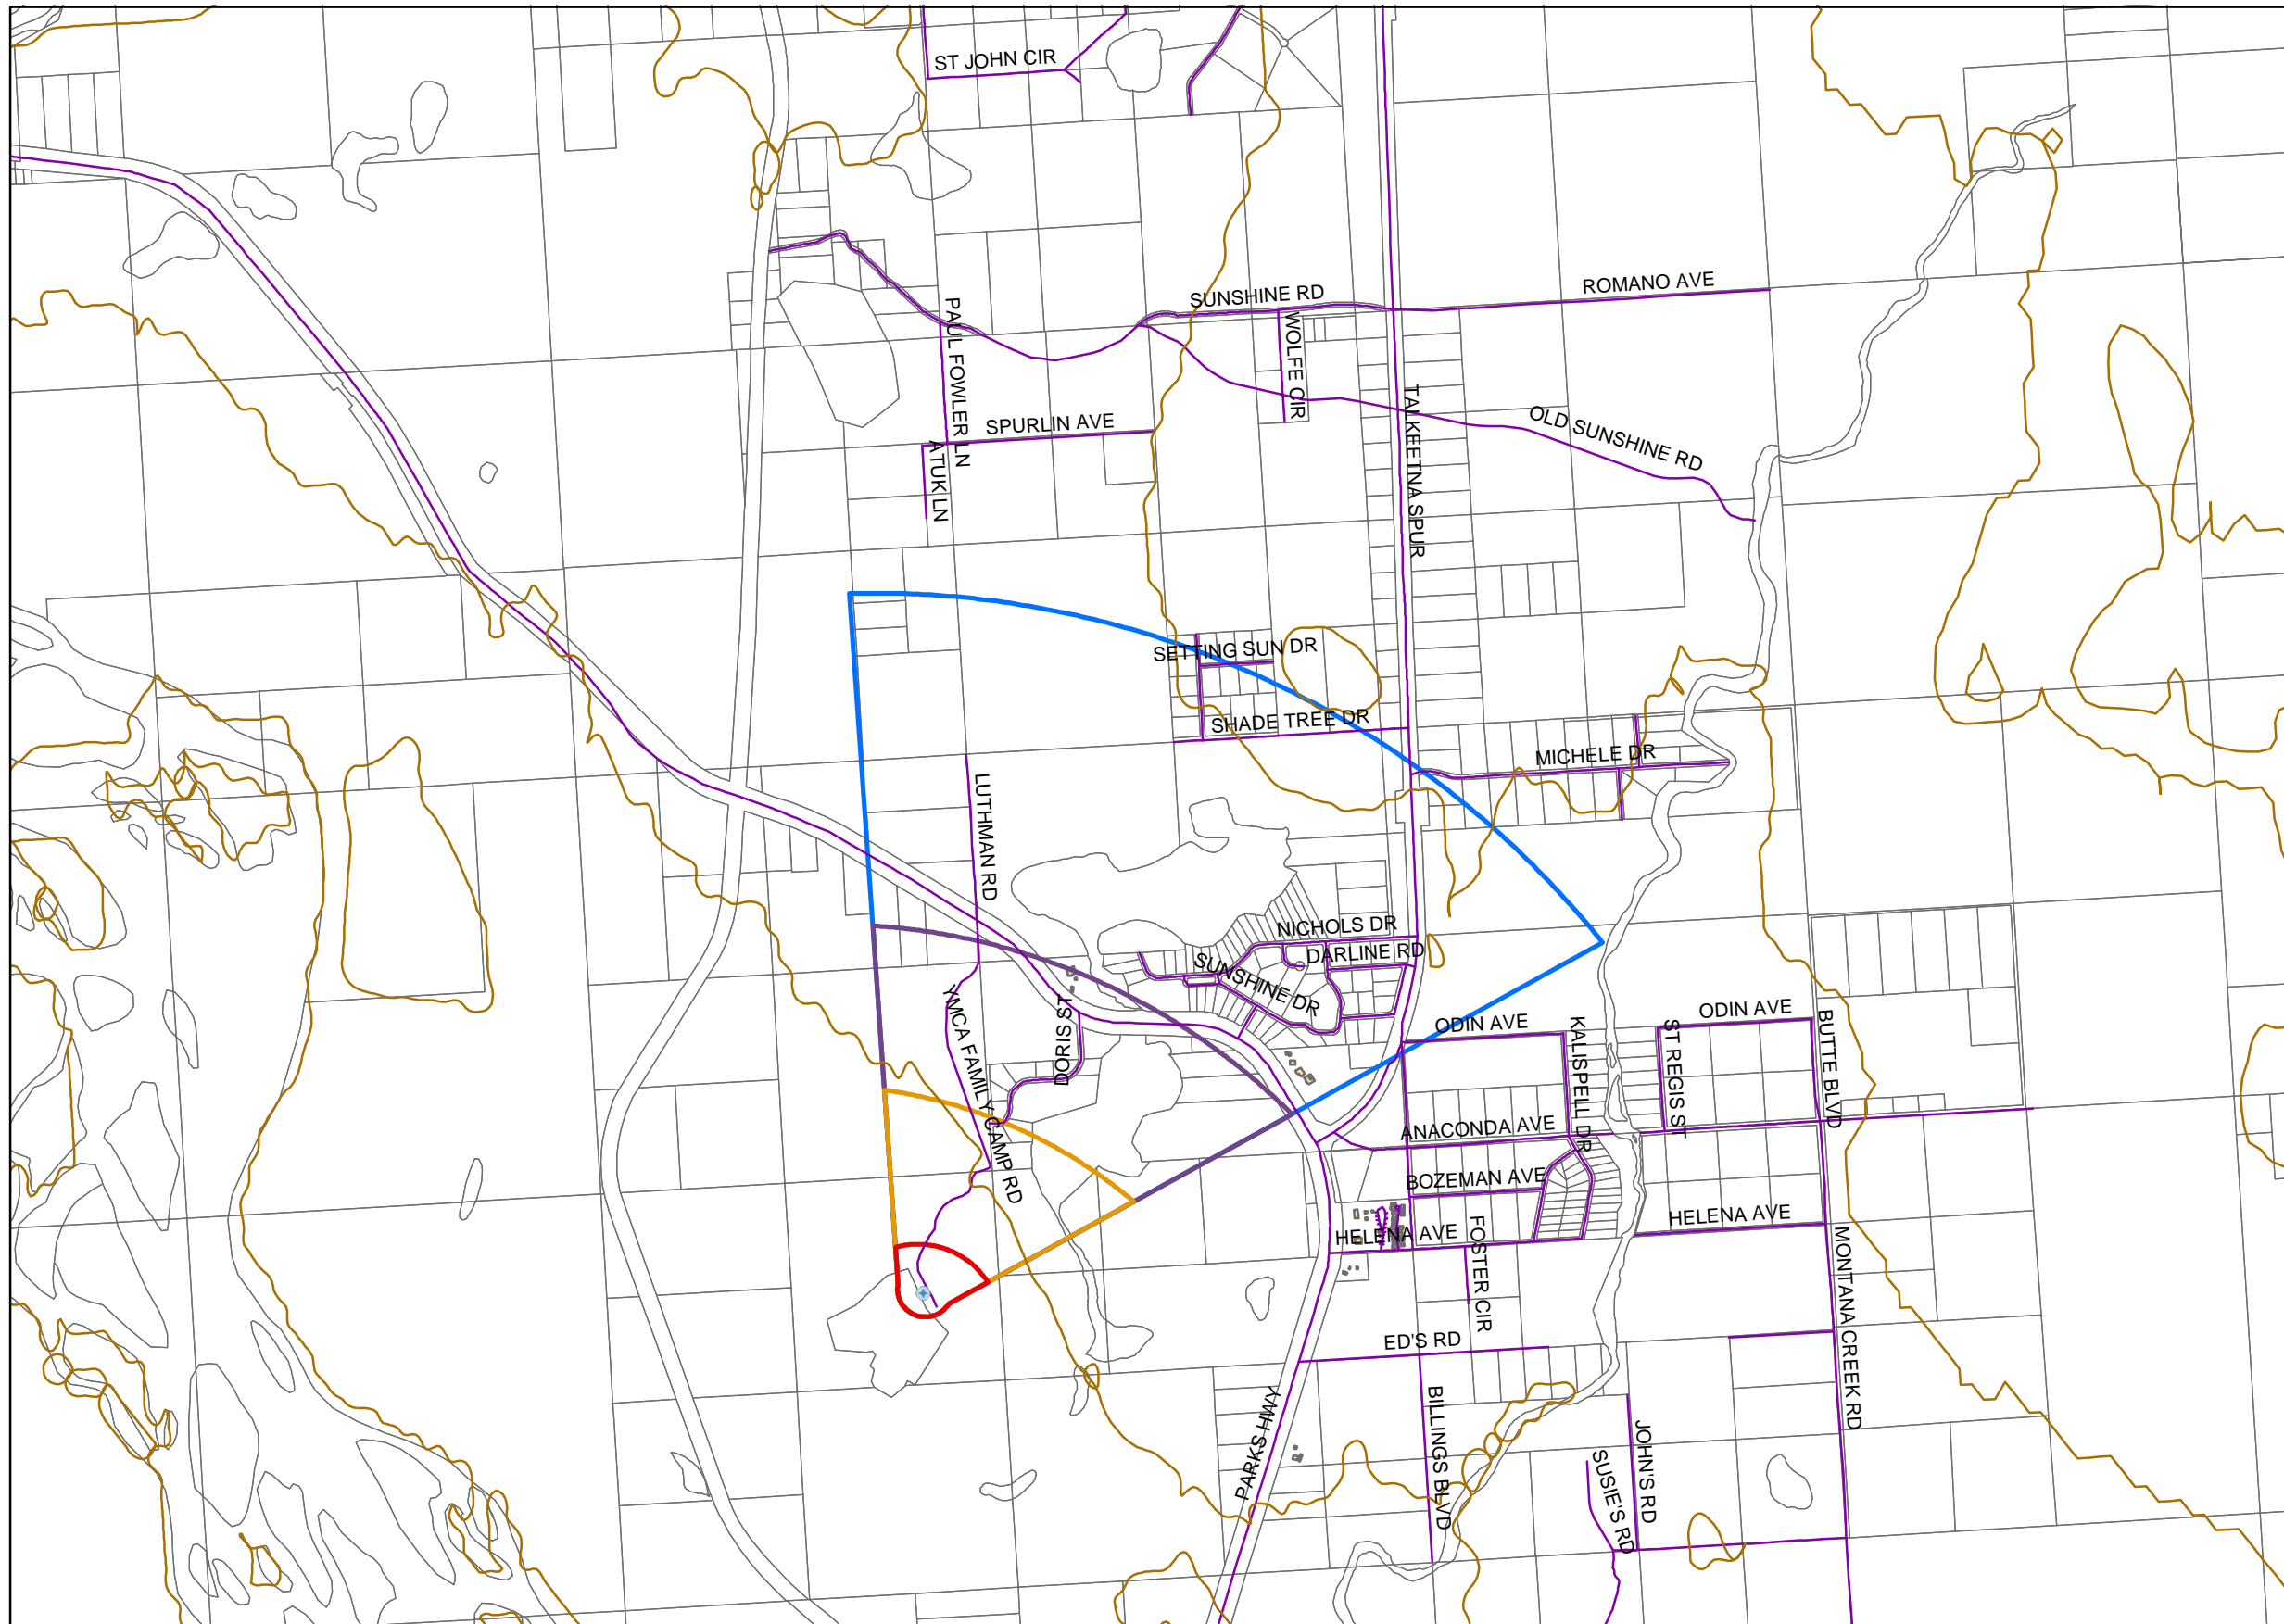 ST JOHN CIR
ROMANO AVE
SUNSHINE RD
PAUL FOWLER LN
WOLFE CIR
TALKEETNA SPUR
OLD SUNSHINE RD
SPURLIN AVE
ATUK LN
SETTING SUN DR
SHADE TREE DR
MICHELE DR
LUTHMAN RD
NICHOLS DR
DARLINE RD
SUNSHINE DR
YMCA FAMILY CAMP RD
DORIS ST
ODIN AVE
KALISPELL DR
ST REGIS ST
ODIN AVE
BUTTE BLVD
ANACONDA AVE
BOZEMAN AVE
HELENA AVE
HELENA AVE
FOSTER CIR
MONTANA CREEK RD
ED'S RD
PARKS HWY
BILLINGS BLVD
JOHN'S RD
SUSIE'S RD